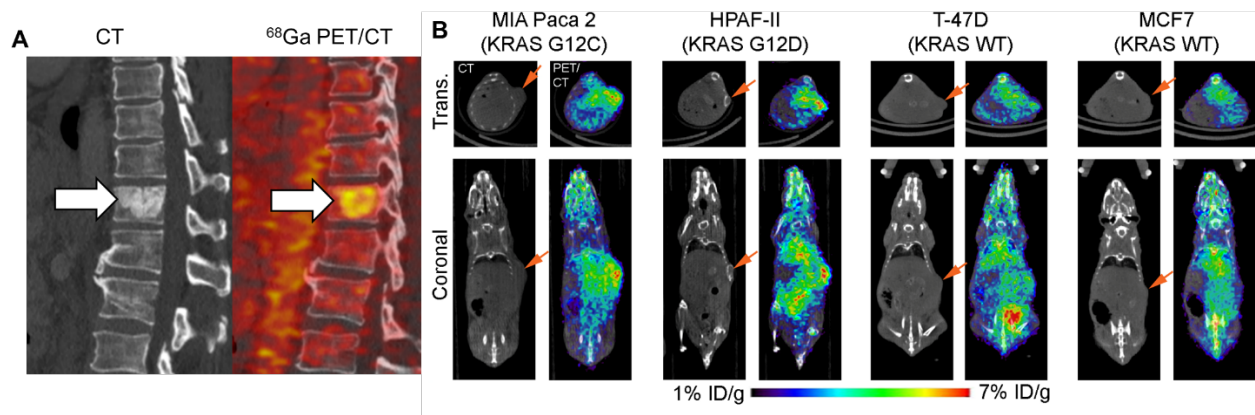 A
CT
⁶⁸Ga PET/CT
B
MIA Paca 2
(KRAS G12C)
HPAF-II
(KRAS G12D)
T-47D
(KRAS WT)
MCF7
(KRAS WT)
Trans.
CT
PET/
CT
Coronal
1% ID/g
7% ID/g